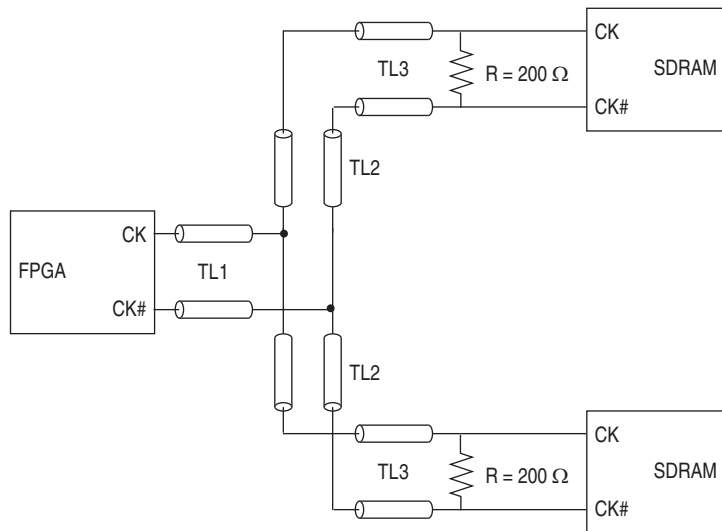 CK
SDRAM
TL3
R = 200 Ω
CK#
TL2
CK
FPGA
TL1
CK#
TL2
CK
SDRAM
TL3
R = 200 Ω
CK#